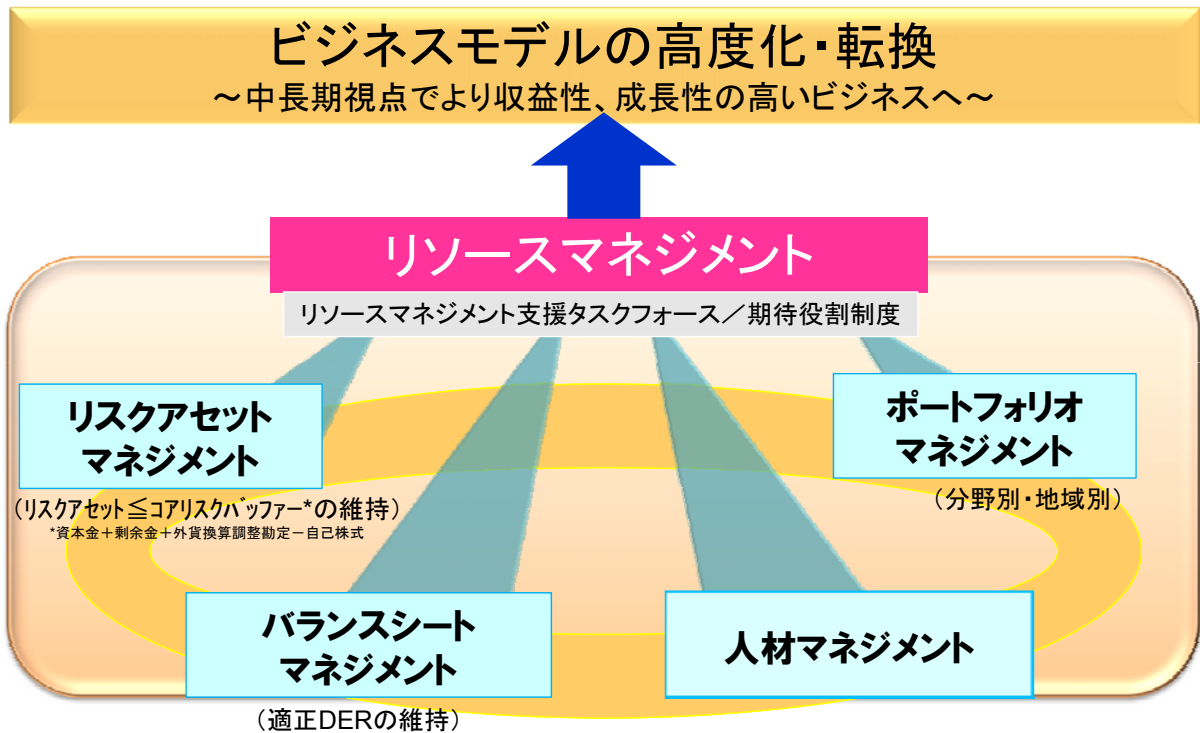 ビジネスモデルの高度化・転換
～中長期視点でより収益性、成長性の高いビジネスへ～
リソースマネジメント
リソースマネジメント支援タスクフォース／期待役割制度
リスクアセット
マネジメント
（リスクアセット≦コアリスクバッファー*の維持）
*資本金＋剰余金＋外貨換算調整勘定－自己株式
ポートフォリオ
マネジメント
（分野別・地域別）
バランスシート
マネジメント
（適正DERの維持）
人材マネジメント